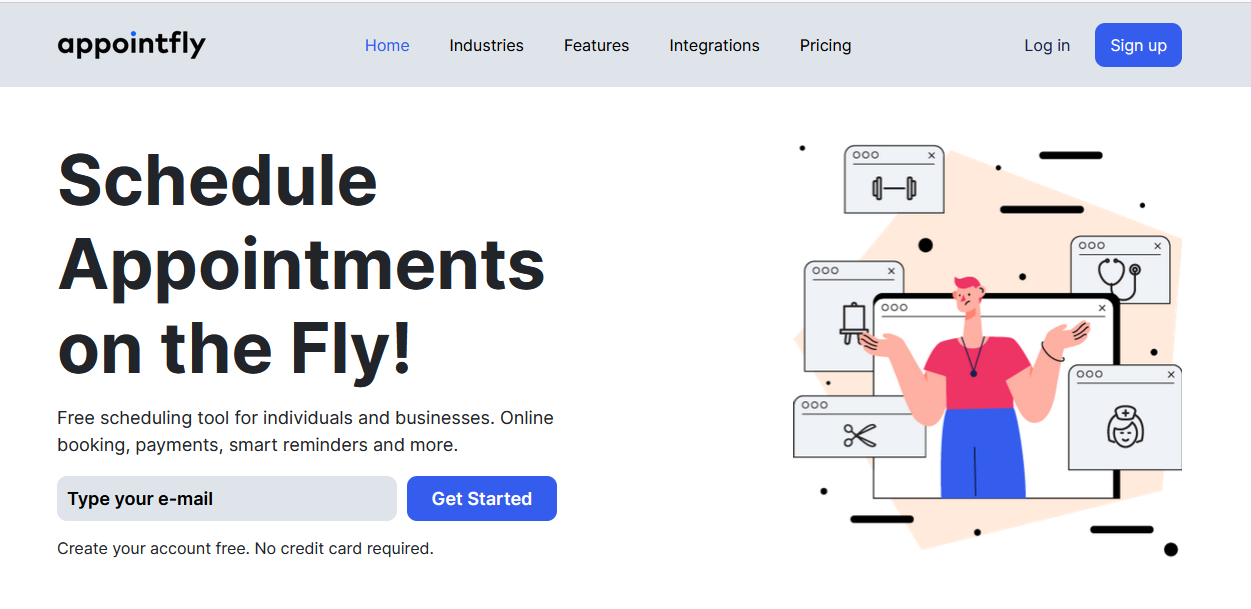 appointfly
Home Industries Features Integrations Pricing
Log in Sign up
Schedule
Appointments
on the Fly!
Free scheduling tool for individuals and businesses. Online
booking, payments, smart reminders and more.
Type your e-mail Get Started
Create your account free. No credit card required.